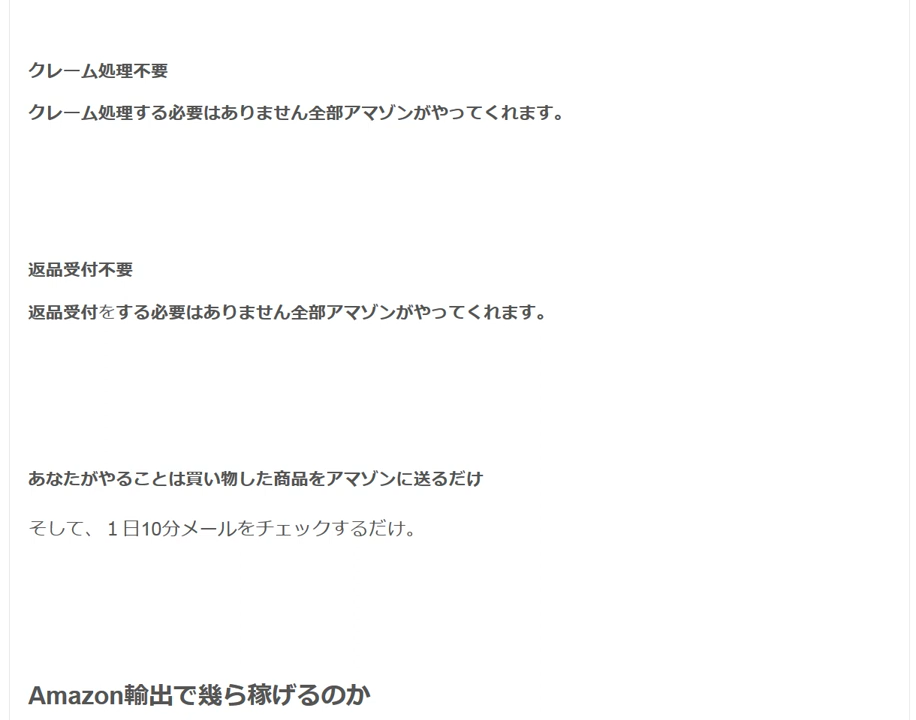 クレーム処理不要
クレーム処理する必要はありません全部アマゾンがやってくれます。
返品受付不要
返品受付をする必要はありません全部アマゾンがやってくれます。
あなたがやることは買い物した商品をアマゾンに送るだけ
そして、１日10分メールをチェックするだけ。
Amazon輸出で幾ら稼げるのか